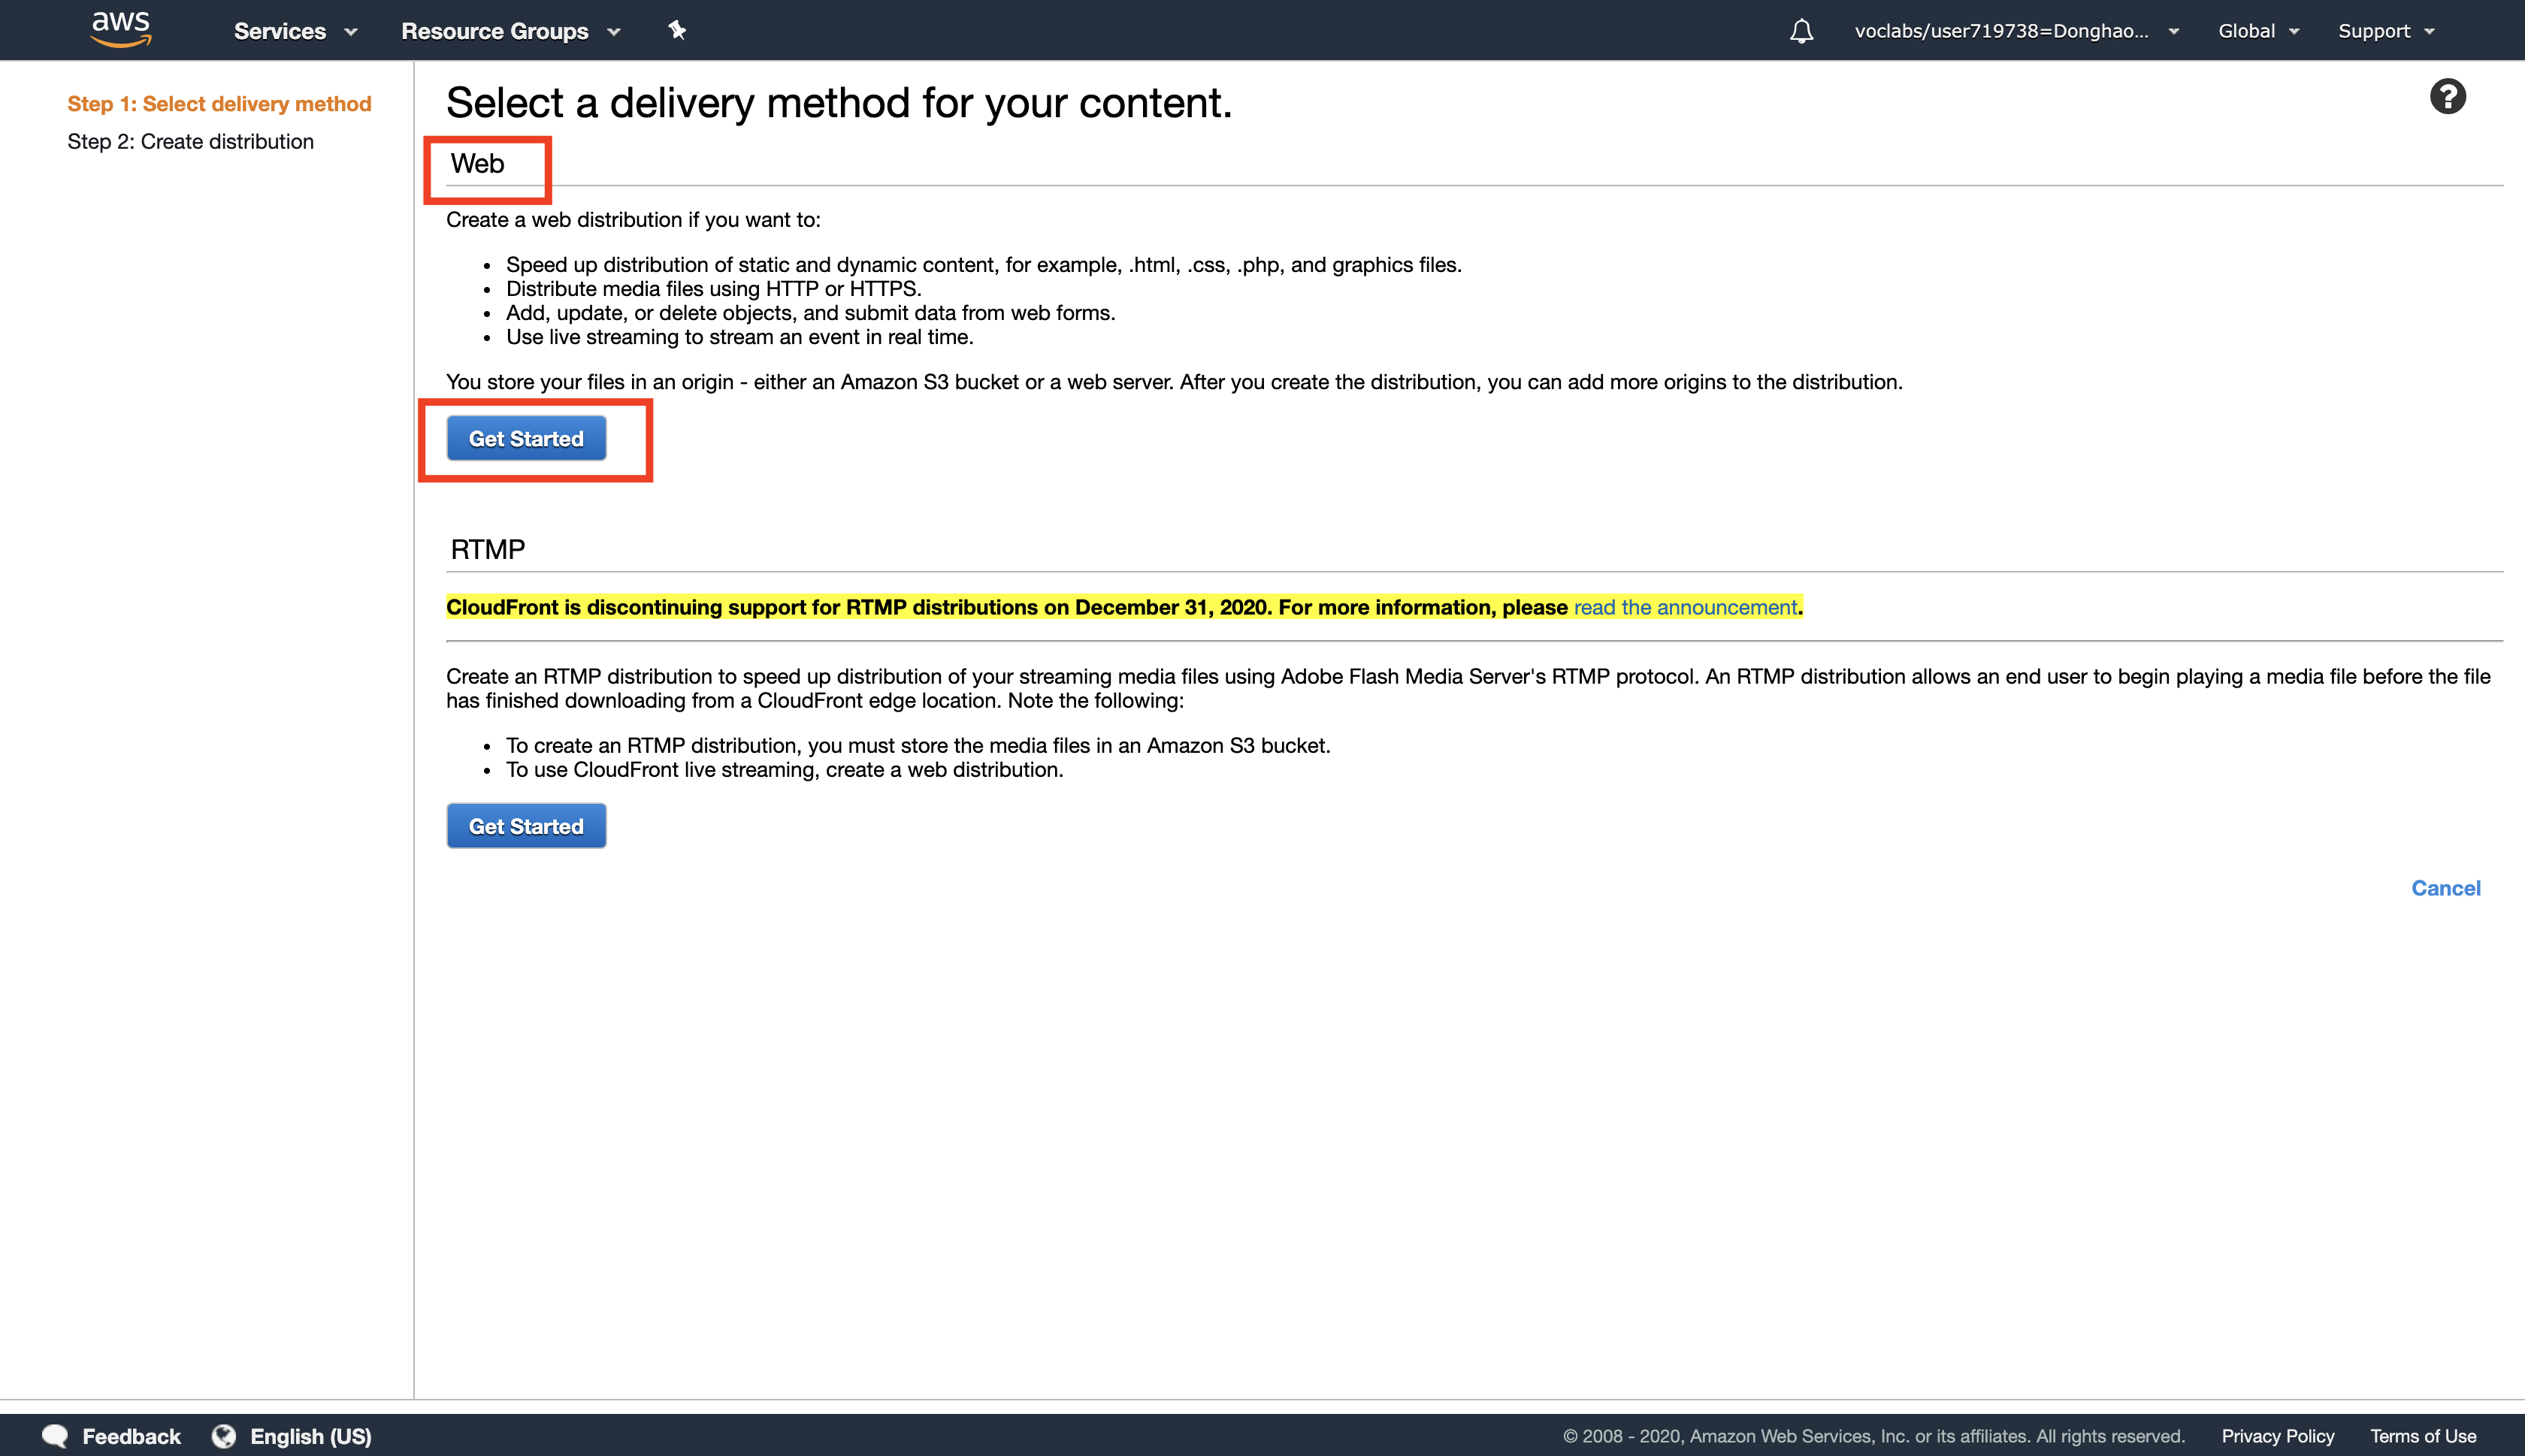 aws
Services
Resource Groups
voclabs/user719738=Donghao...
Global
Support
Step 1: Select delivery method
Step 2: Create distribution
Select a delivery method for your content.
?
Web
Create a web distribution if you want to:
• Speed up distribution of static and dynamic content, for example, .html, .css, .php, and graphics files.
• Distribute media files using HTTP or HTTPS.
• Add, update, or delete objects, and submit data from web forms.
• Use live streaming to stream an event in real time.
You store your files in an origin - either an Amazon S3 bucket or a web server. After you create the distribution, you can add more origins to the distribution.
Get Started
RTMP
CloudFront is discontinuing support for RTMP distributions on December 31, 2020. For more information, please read the announcement.
Create an RTMP distribution to speed up distribution of your streaming media files using Adobe Flash Media Server's RTMP protocol. An RTMP distribution allows an end user to begin playing a media file before the file
has finished downloading from a CloudFront edge location. Note the following:
• To create an RTMP distribution, you must store the media files in an Amazon S3 bucket.
• To use CloudFront live streaming, create a web distribution.
Get Started
Cancel
Feedback
English (US)
© 2008 - 2020, Amazon Web Services, Inc. or its affiliates. All rights reserved.
Privacy Policy
Terms of Use